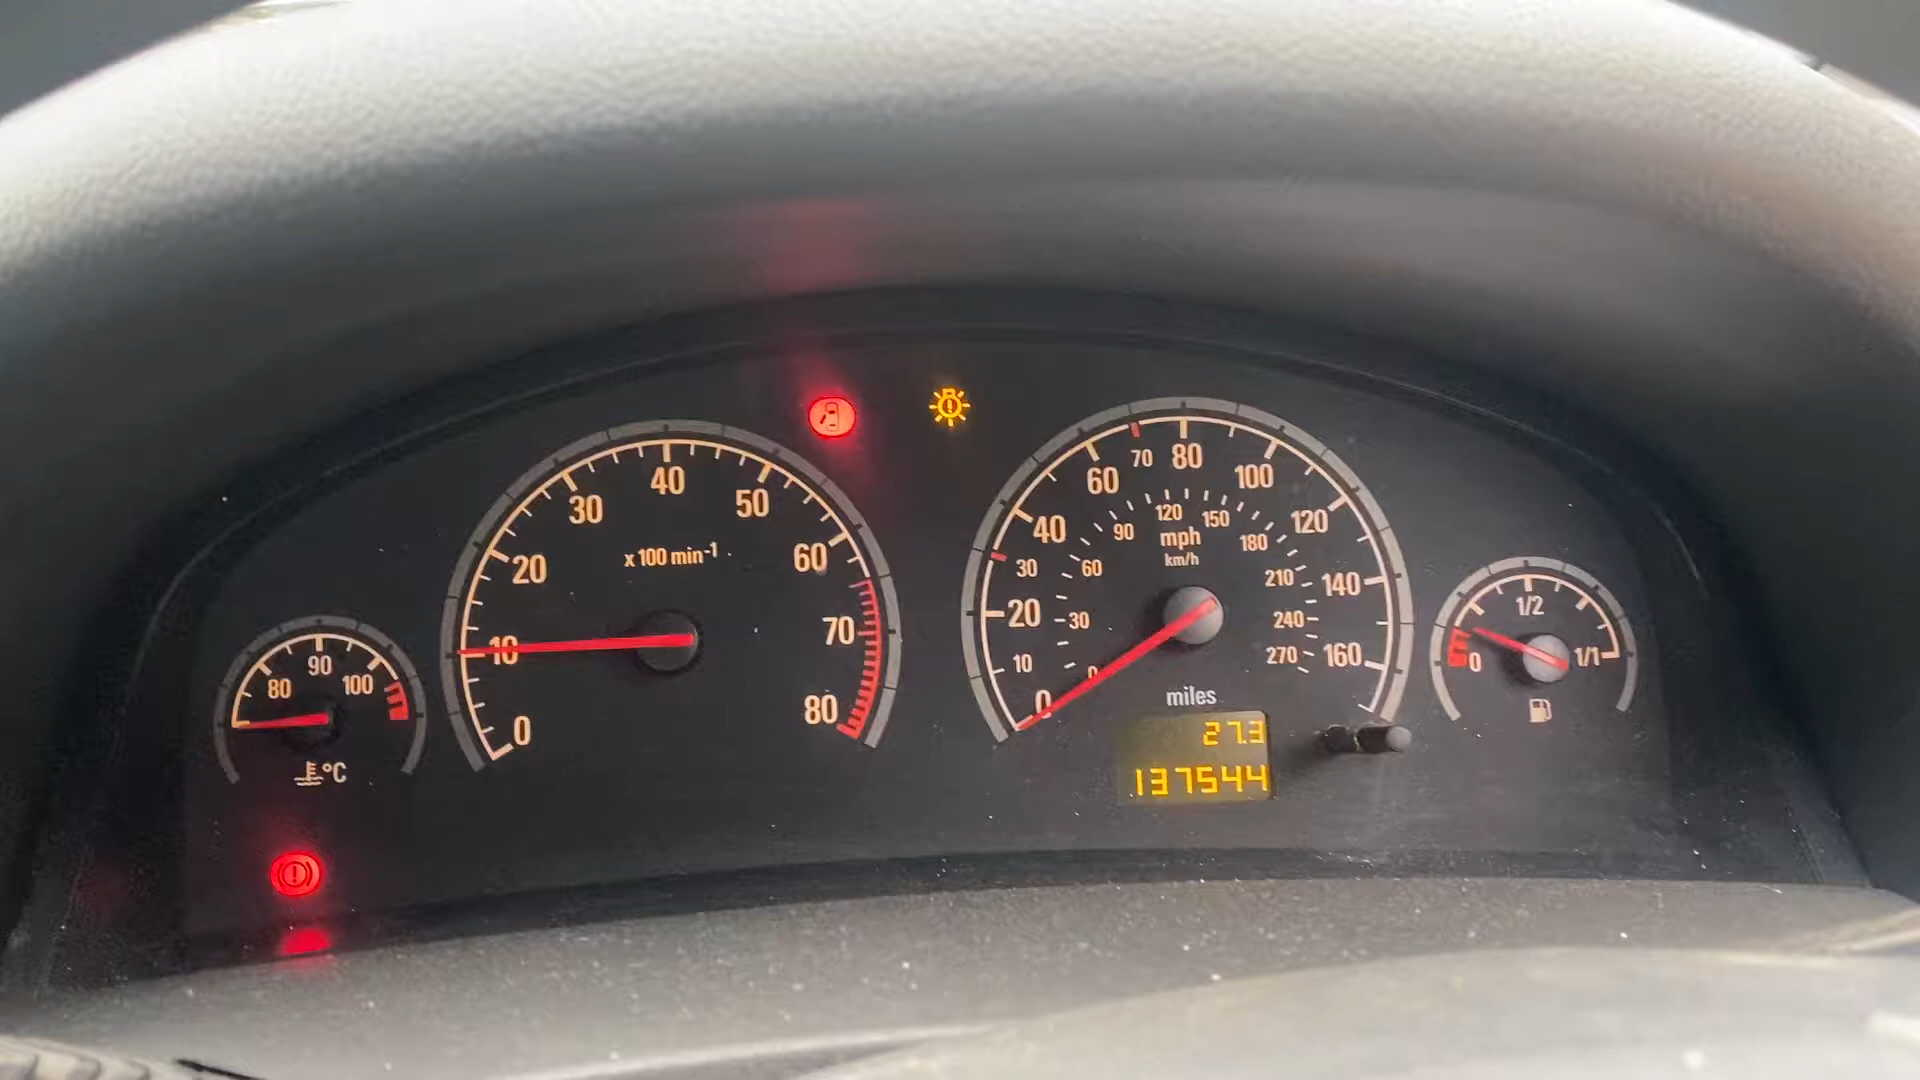 0 10 20 30 40 50 60 70 80
x 100 min-1
80 90 100
°C
0 10 20 30 40 60 70 80 100 120 140 160
mph
km/h
0 30 60 90 120 150 180 210 240 270
miles
27.3
137544
0 1/2 1/1